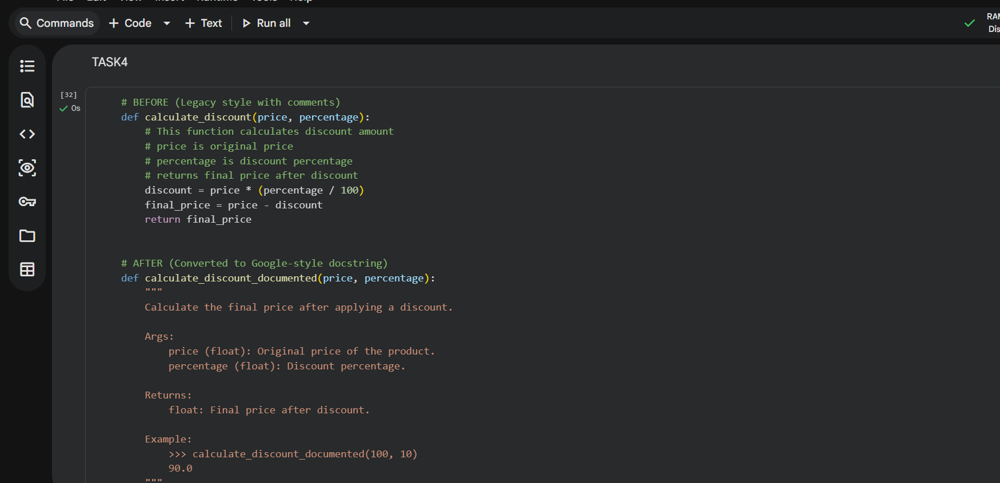 Commands
+ Code
+ Text
Run all
RAM
TASK4
[32]
0s
# BEFORE (Legacy style with comments)
def calculate_discount(price, percentage):
    # This function calculates discount amount
    # price is original price
    # percentage is discount percentage
    # returns final price after discount
    discount = price * (percentage / 100)
    final_price = price - discount
    return final_price
# AFTER (Converted to Google-style docstring)
def calculate_discount_documented(price, percentage):
    """
    Calculate the final price after applying a discount.
    Args:
        price (float): Original price of the product.
        percentage (float): Discount percentage.
    Returns:
        float: Final price after discount.
    Example:
        >>> calculate_discount_documented(100, 10)
        90.0
    """